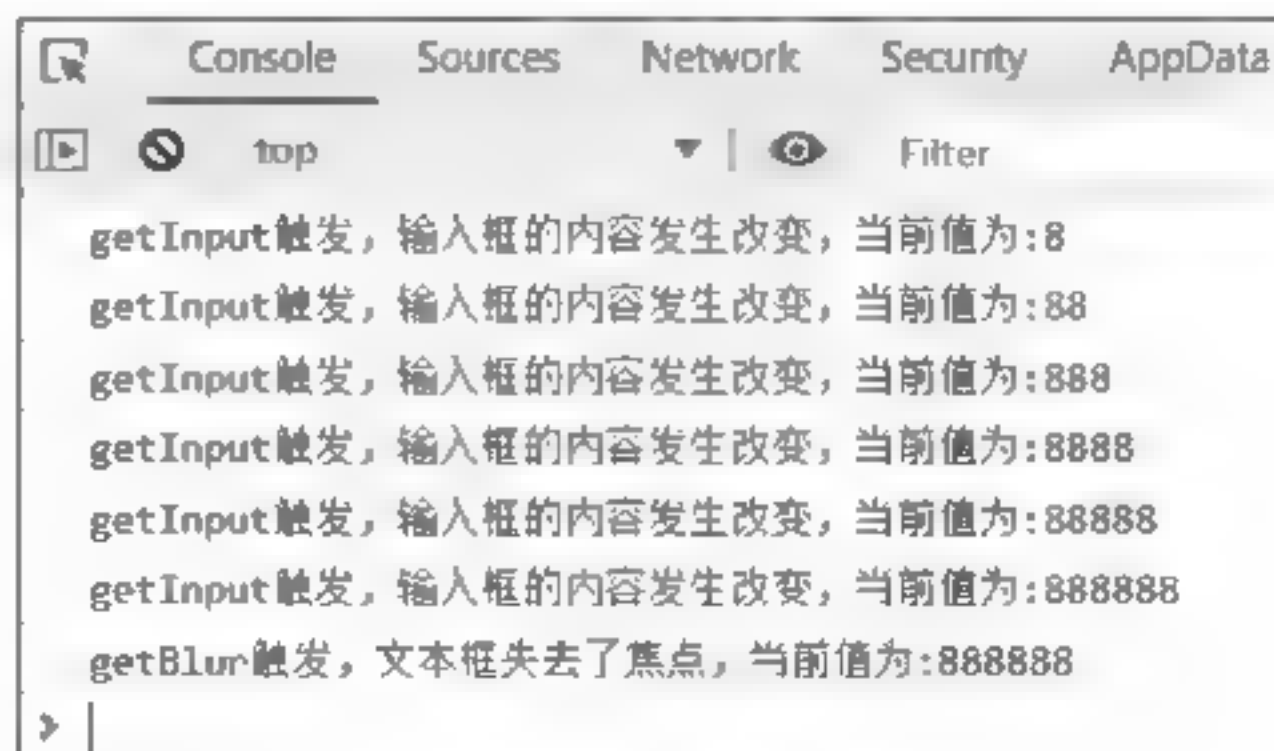 Console Sources Network Security AppData
top Filter
getInput触发，输入框的内容发生改变，当前值为:8
getInput触发，输入框的内容发生改变，当前值为:88
getInput触发，输入框的内容发生改变，当前值为:888
getInput触发，输入框的内容发生改变，当前值为:8888
getInput触发，输入框的内容发生改变，当前值为:88888
getInput触发，输入框的内容发生改变，当前值为:888888
getBlur触发，文本框失去了焦点，当前值为:888888